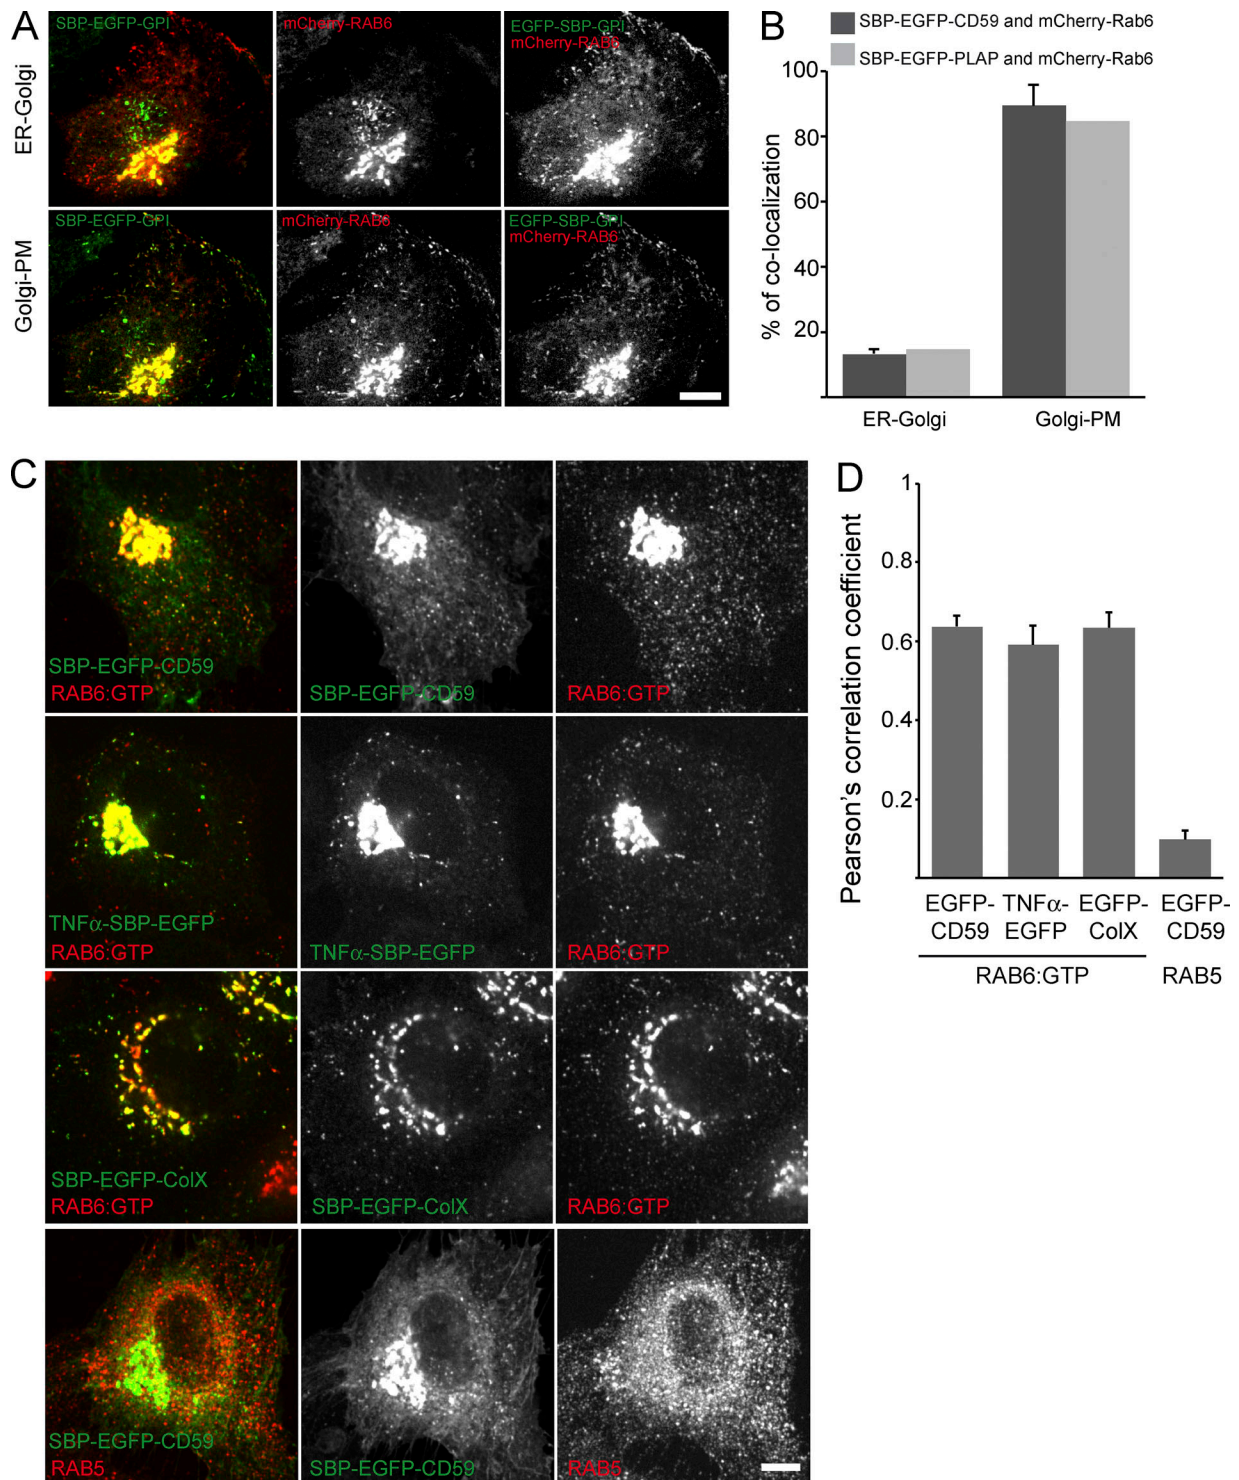 A
SBP-EGFP-GPI
mCherry-RAB6
EGFP-SBP-GPI
mCherry-RAB6
ER-Golgi
SBP-EGFP-GPI
mCherry-RAB6
EGFP-SBP-GPI
mCherry-RAB6
Golgi-PM
B
SBP-EGFP-CD59 and mCherry-Rab6
SBP-EGFP-PLAP and mCherry-Rab6
% of co-localization
100
80
60
40
20
ER-Golgi
Golgi-PM
C
SBP-EGFP-CD59
RAB6:GTP
SBP-EGFP-CD59
RAB6:GTP
TNFα-SBP-EGFP
RAB6:GTP
TNFα-SBP-EGFP
RAB6:GTP
SBP-EGFP-ColX
RAB6:GTP
SBP-EGFP-ColX
RAB6:GTP
SBP-EGFP-CD59
RAB5
SBP-EGFP-CD59
RAB5
D
Pearson's correlation coefficient
1
0.8
0.6
0.4
0.2
EGFP-CD59
TNFα-EGFP
EGFP-ColX
EGFP-CD59
RAB6:GTP
RAB5